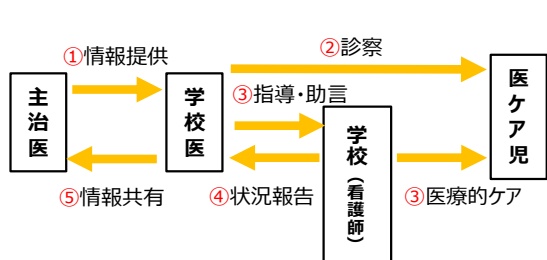 ①情報提供
②診察
主治医
学校医
③指導・助言
医ケア児
学校（看護師）
⑤情報共有
④状況報告
③医療的ケア